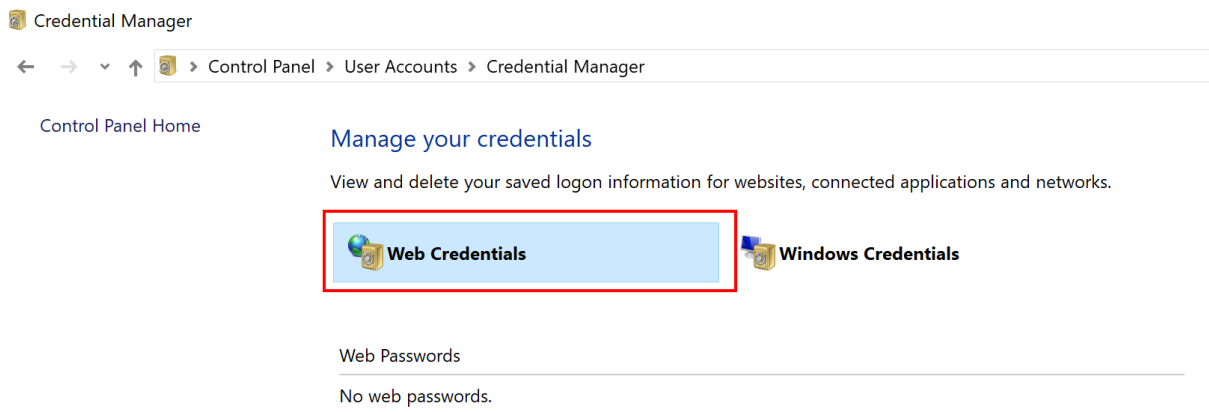 Credential Manager
Control Panel > User Accounts > Credential Manager
Control Panel Home
Manage your credentials
View and delete your saved logon information for websites, connected applications and networks.
Web Credentials
Windows Credentials
Web Passwords
No web passwords.